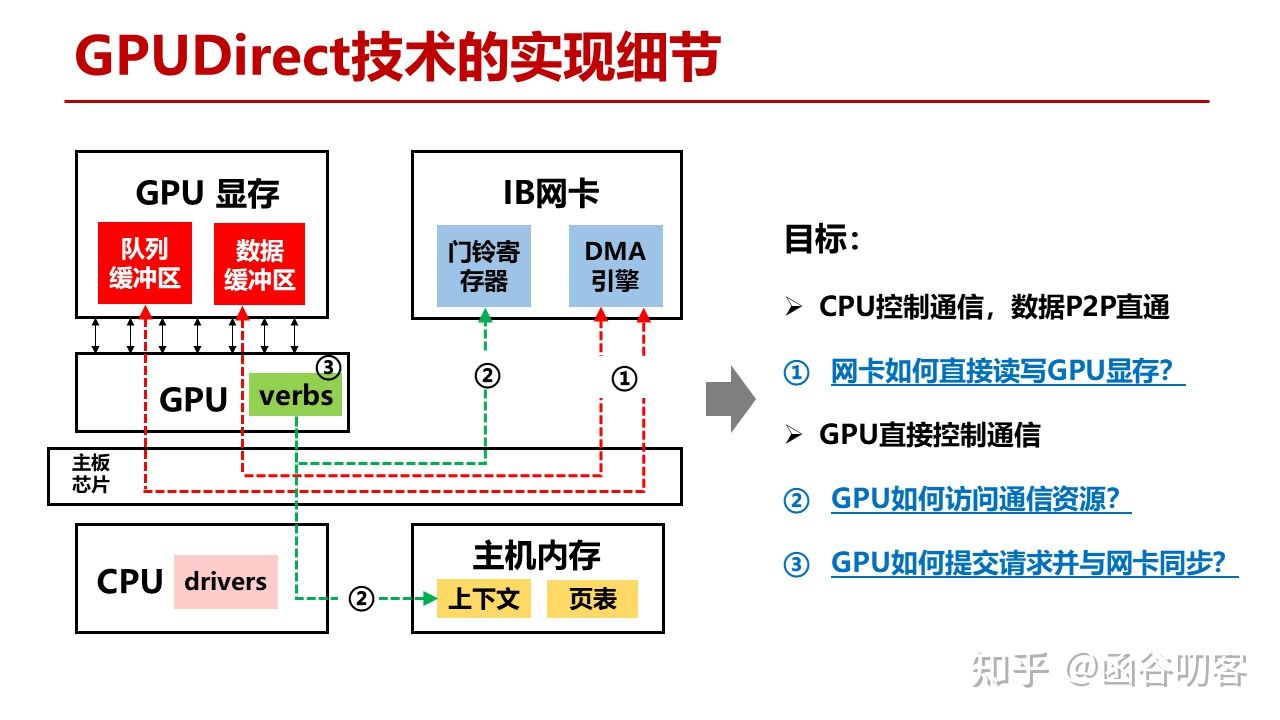 GPUDirect技术的实现细节
GPU 显存
队列
缓冲区
数据
缓冲区
IB网卡
门铃寄
存器
DMA
引擎
②
①
③
GPU
verbs
主板
芯片
CPU
drivers
②
主机内存
上下文
页表
目标：
➢ CPU控制通信，数据P2P直通
① 网卡如何直接读写GPU显存？
➢ GPU直接控制通信
② GPU如何访问通信资源？
③ GPU如何提交请求并与网卡同步？
知乎 @函谷叨客